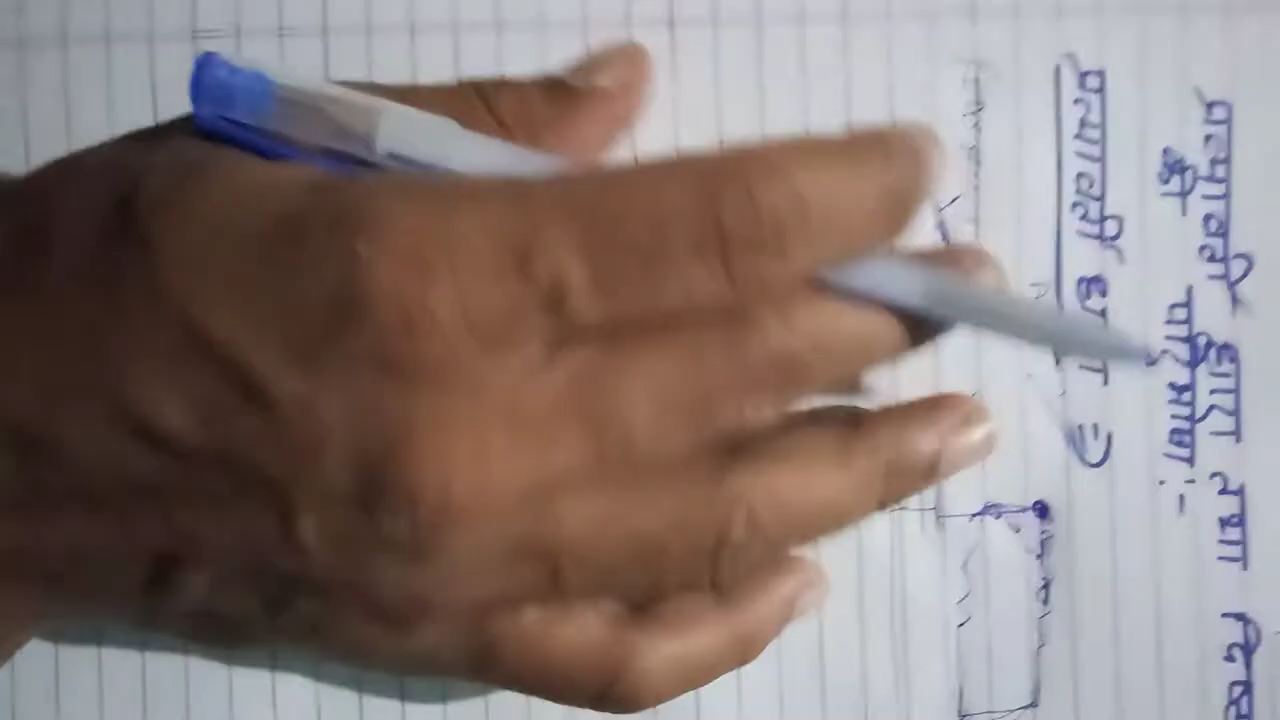 प्रत्यावर्ती धारा तथा दिष्ट
की परिभाषा :-
प्रत्यावर्ती धारा ⇒